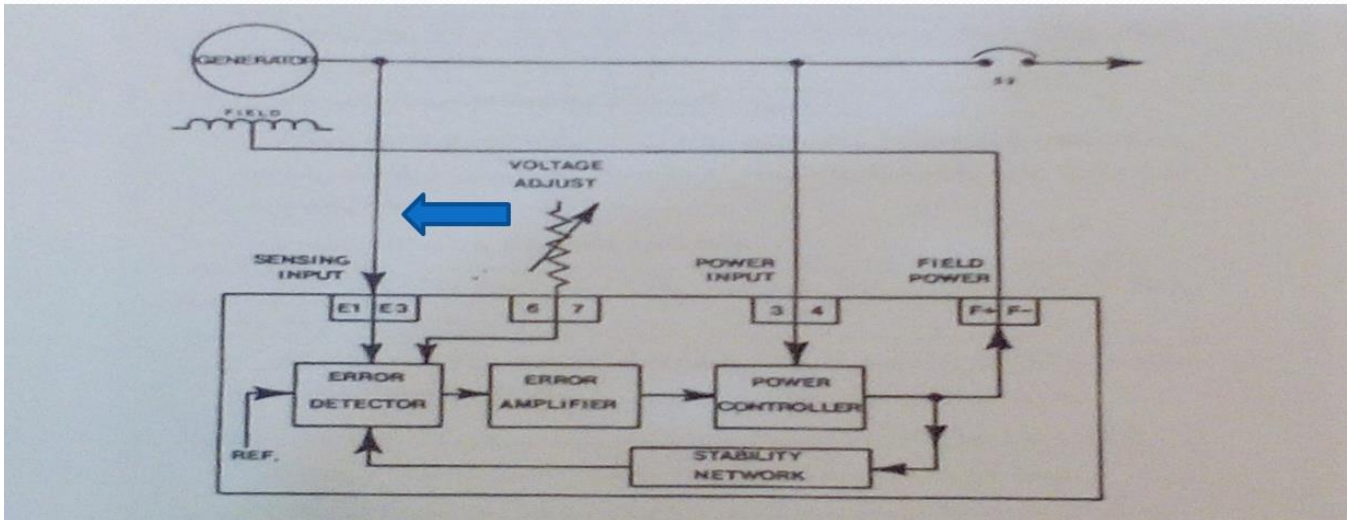 GENERATOR
FIELD
52
VOLTAGE
ADJUST
SENSING
INPUT
POWER
INPUT
FIELD
POWER
E1 E3
6 7
3 4
F+ F-
ERROR
DETECTOR
ERROR
AMPLIFIER
POWER
CONTROLLER
REF.
STABILITY
NETWORK